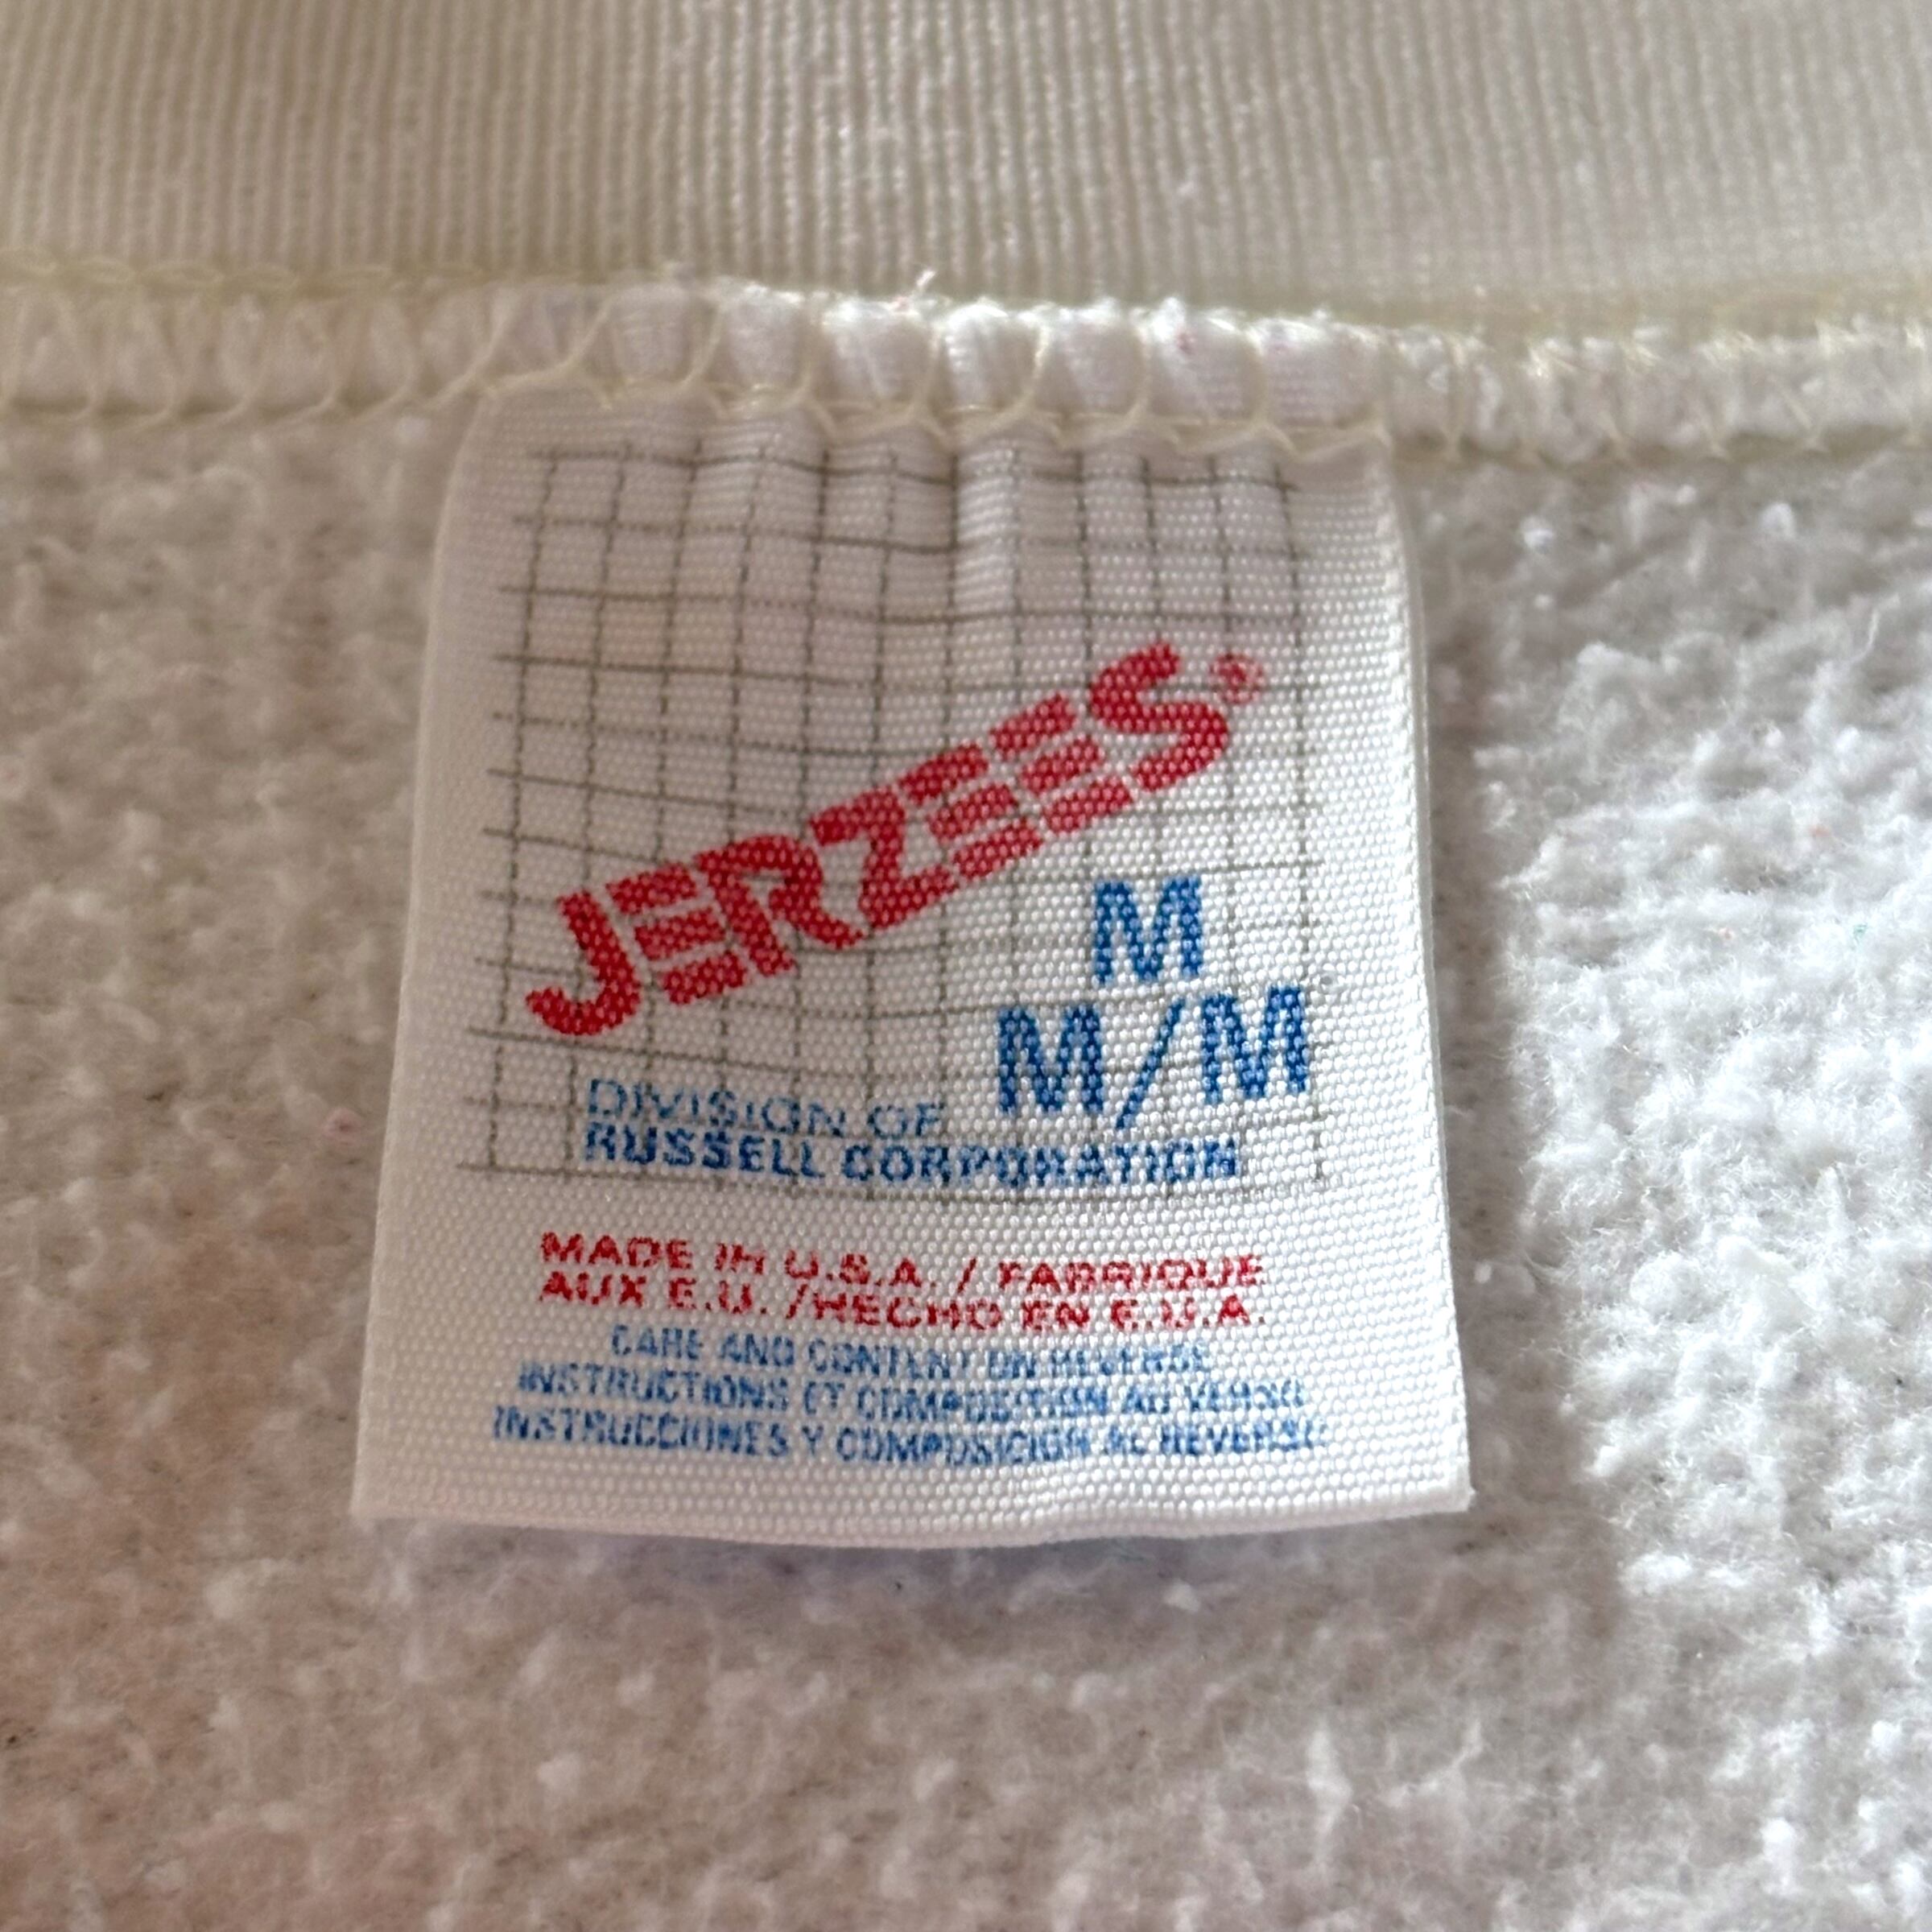 JERZEES®
M
M/M
DIVISION OF
RUSSELL CORPORATION
MADE IN U.S.A. / FABRIQUE
AUX E.U. /HECHO EN E.U.A.
CARE AND CONTENT ON REVERSE
INSTRUCTIONS ET COMPOSITION AU VERSO
INSTRUCCIONES Y COMPOSICION AL REVERSO